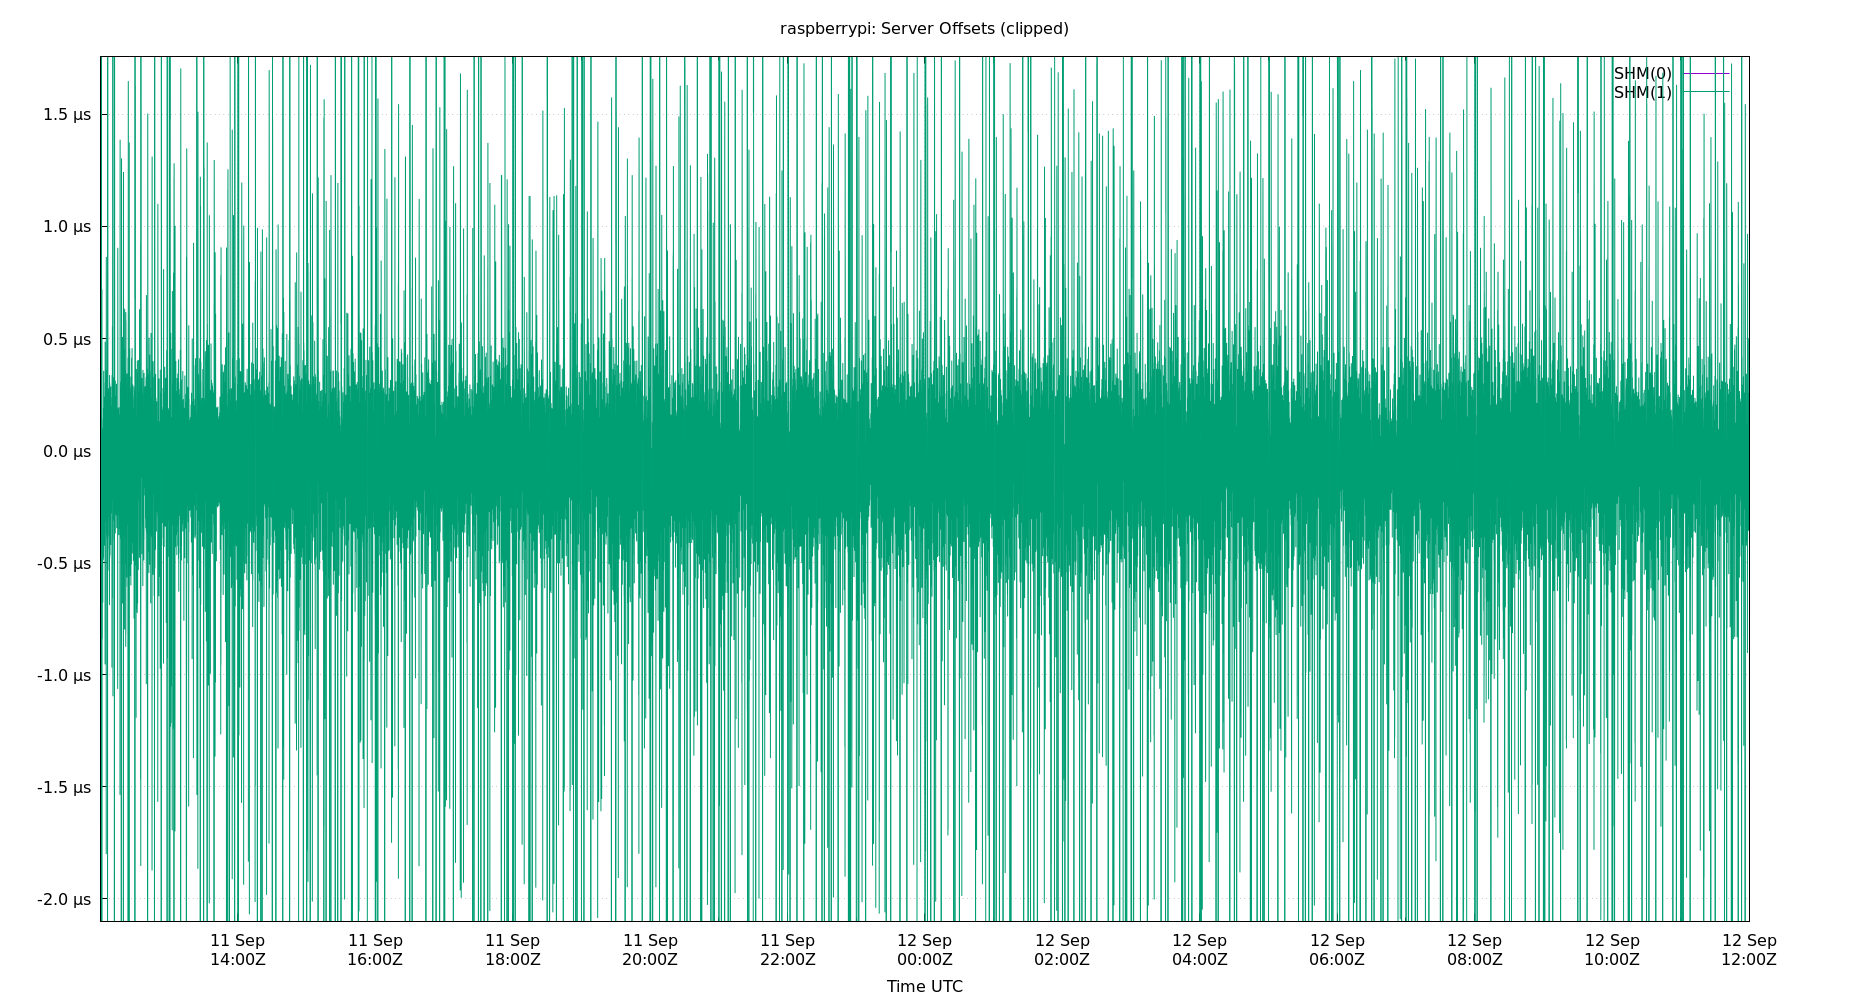 raspberrypi: Server Offsets (clipped)
SHM(0)
SHM(1)
1.5 µs
1.0 µs
0.5 µs
0.0 µs
-0.5 µs
-1.0 µs
-1.5 µs
-2.0 µs
11 Sep 11 Sep 11 Sep 11 Sep 11 Sep 12 Sep 12 Sep 12 Sep 12 Sep 12 Sep 12 Sep 12 Sep
14:00Z 16:00Z 18:00Z 20:00Z 22:00Z 00:00Z 02:00Z 04:00Z 06:00Z 08:00Z 10:00Z 12:00Z
Time UTC